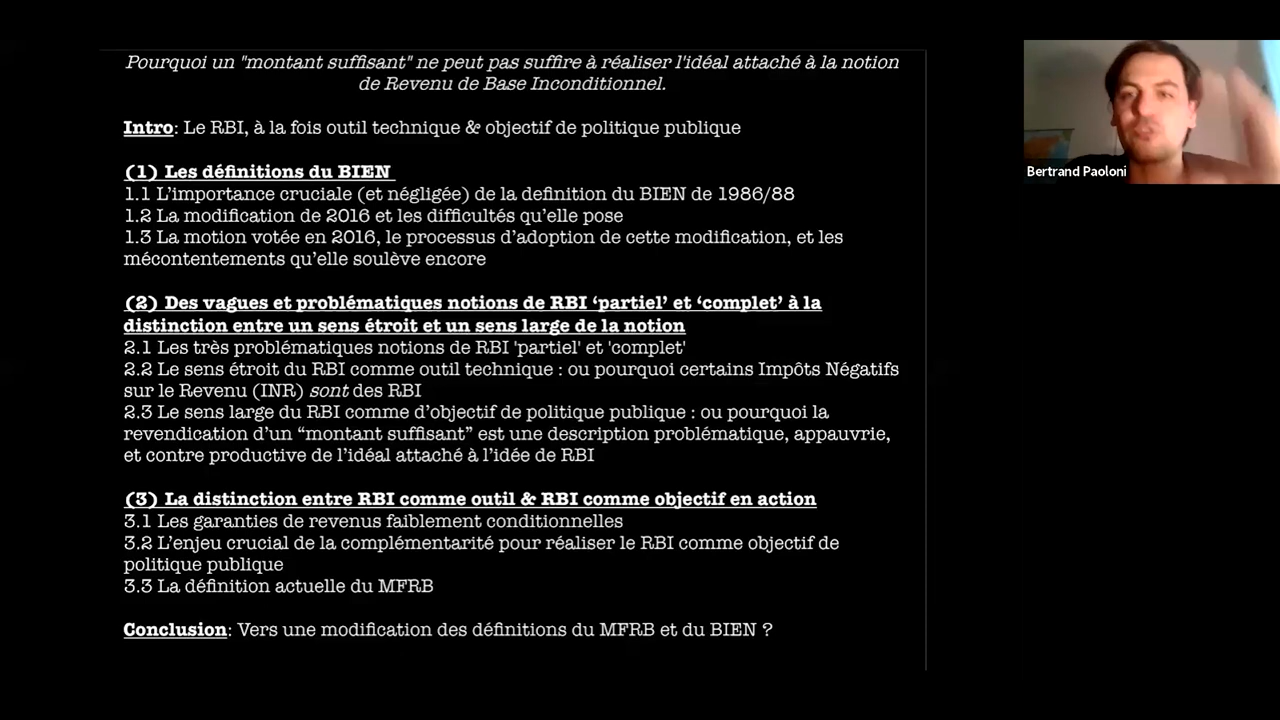 Pourquoi un "montant suffisant" ne peut pas suffire à réaliser l'idéal attaché à la notion
de Revenu de Base Inconditionnel.
Intro: Le RBI, à la fois outil technique & objectif de politique publique
(1) Les définitions du BIEN
1.1 L’importance cruciale (et négligée) de la definition du BIEN de 1986/88
1.2 La modification de 2016 et les difficultés qu’elle pose
1.3 La motion votée en 2016, le processus d’adoption de cette modification, et les
mécontentements qu’elle soulève encore
(2) Des vagues et problématiques notions de RBI ‘partiel’ et ‘complet’ à la
distinction entre un sens étroit et un sens large de la notion
2.1 Les très problématiques notions de RBI 'partiel' et 'complet'
2.2 Le sens étroit du RBI comme outil technique : ou pourquoi certains Impôts Négatifs
sur le Revenu (INR) sont des RBI
2.3 Le sens large du RBI comme d’objectif de politique publique : ou pourquoi la
revendication d’un “montant suffisant” est une description problématique, appauvrie,
et contre productive de l’idéal attaché à l’idée de RBI
(3) La distinction entre RBI comme outil & RBI comme objectif en action
3.1 Les garanties de revenus faiblement conditionnelles
3.2 L’enjeu crucial de la complémentarité pour réaliser le RBI comme objectif de
politique publique
3.3 La définition actuelle du MFRB
Conclusion: Vers une modification des définitions du MFRB et du BIEN ?
Bertrand Paoloni